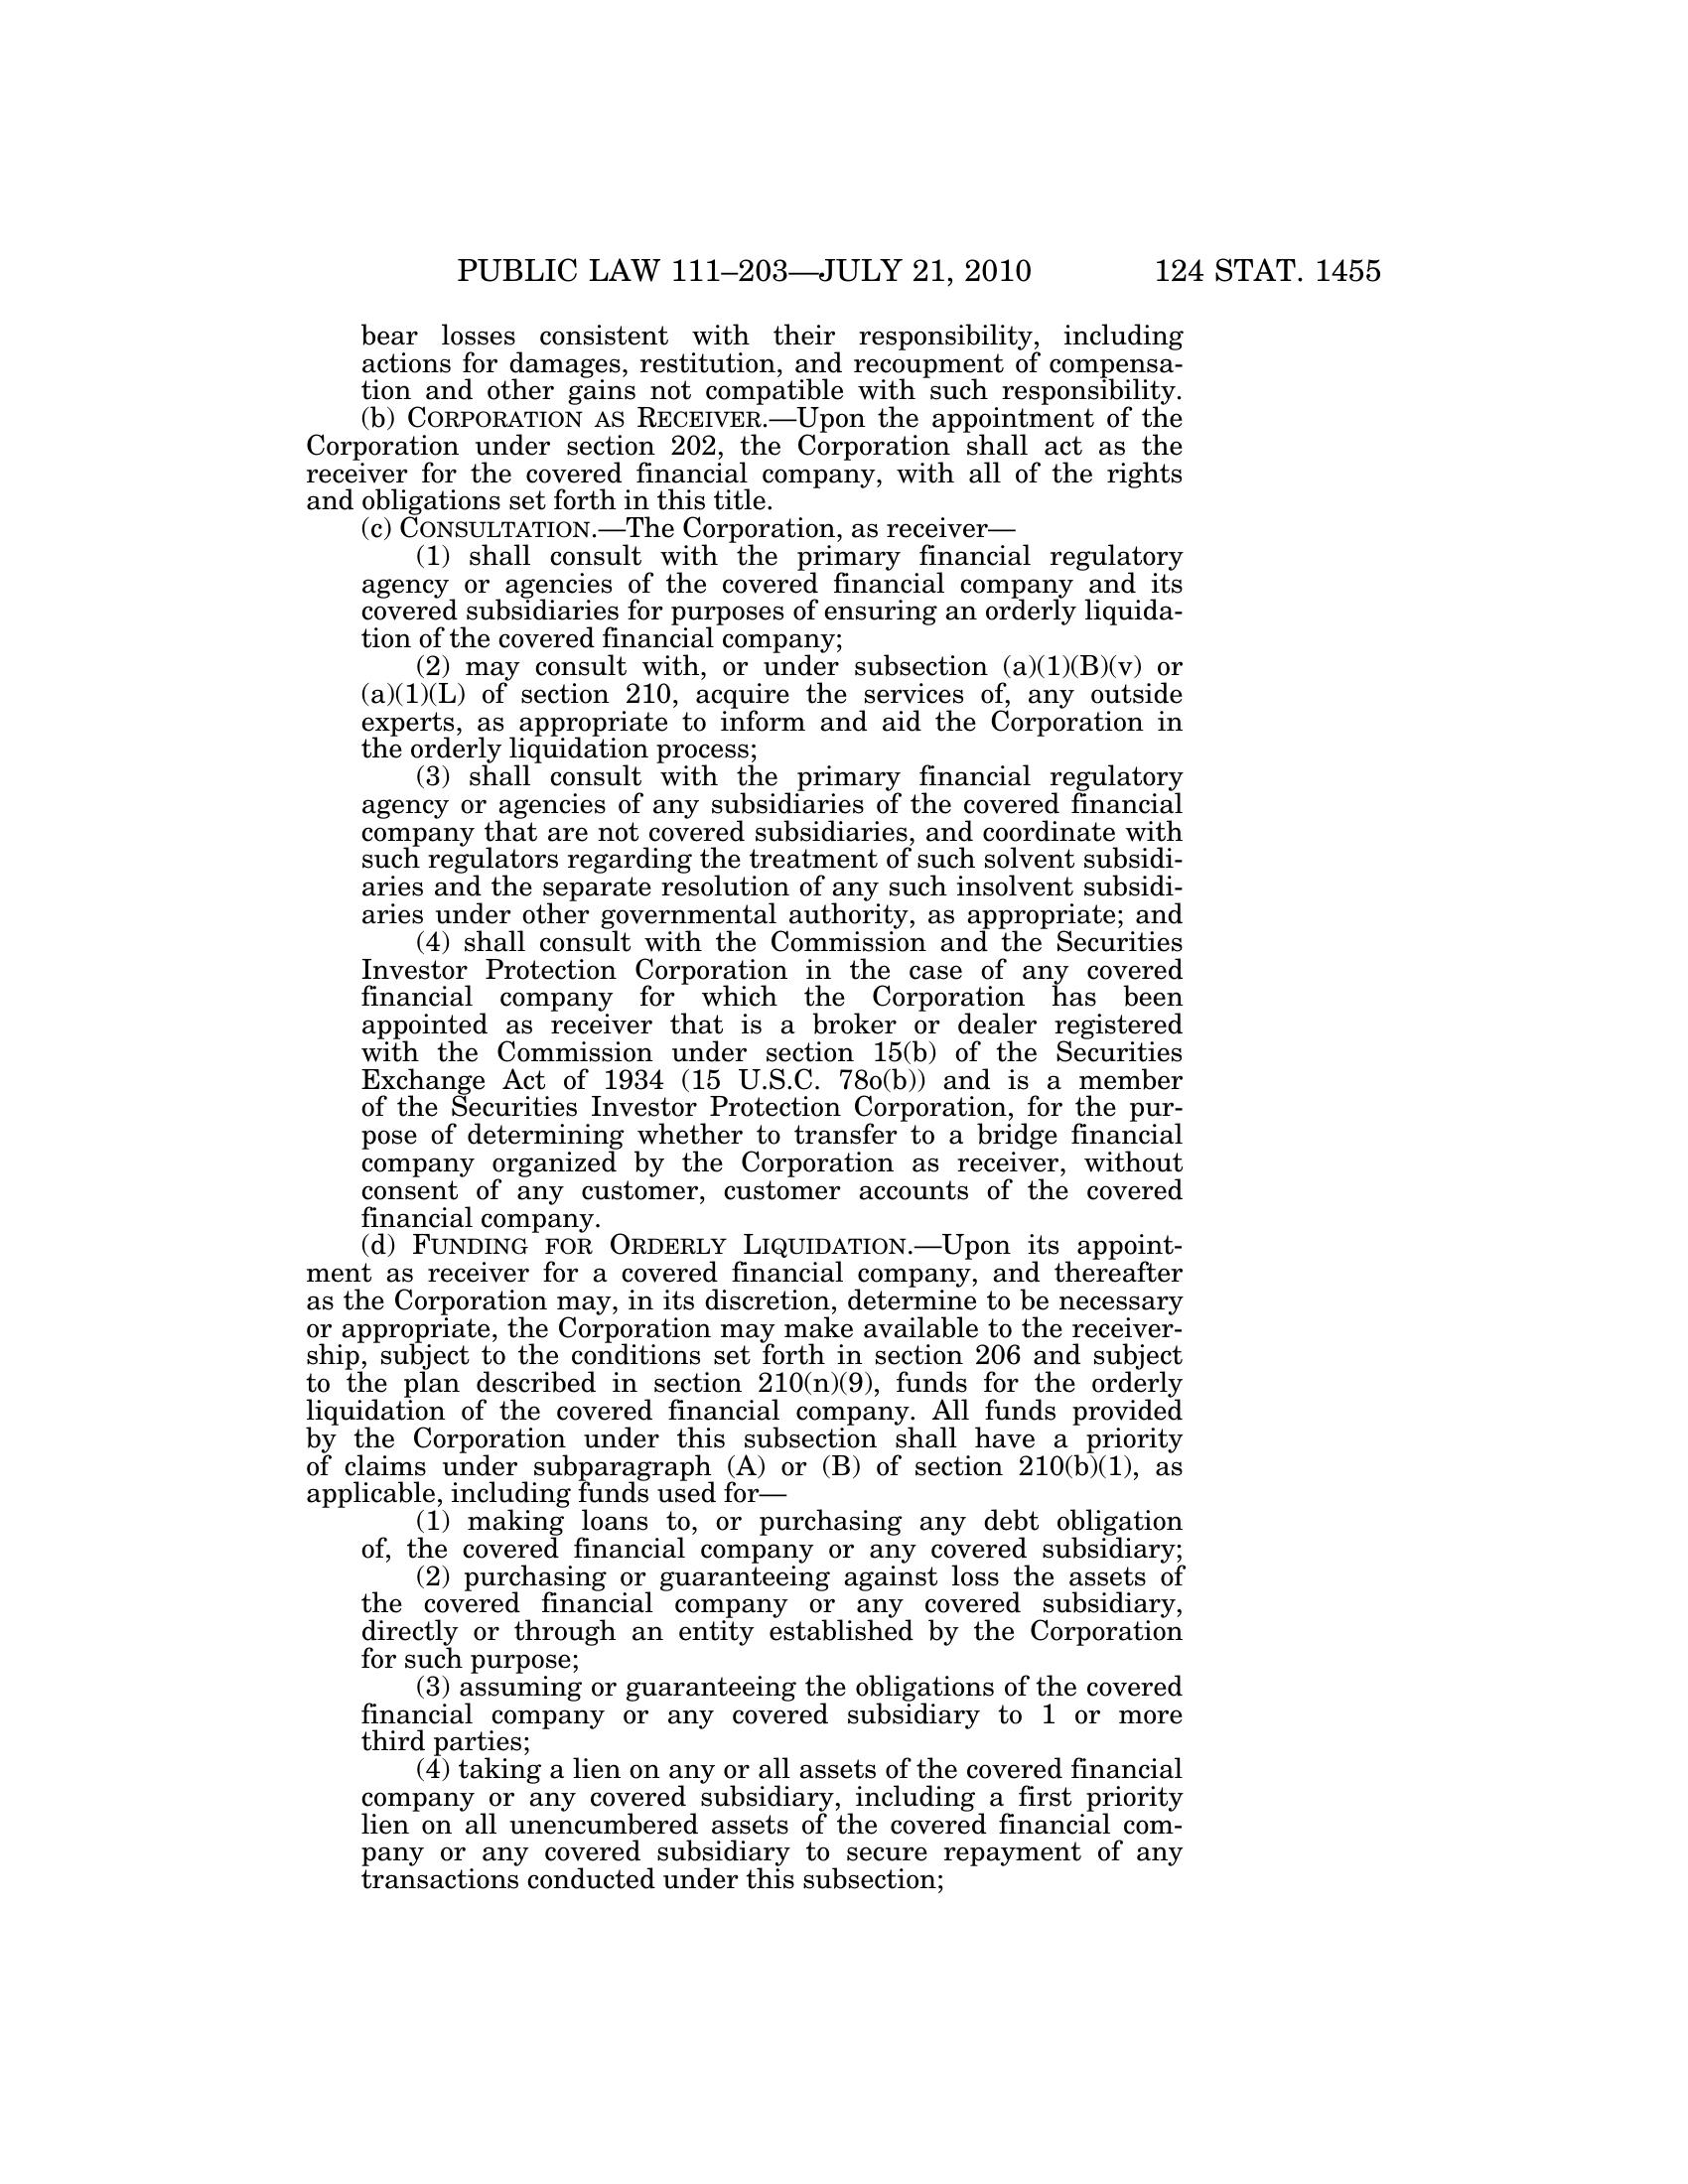 PUBLIC LAW 111–203—JULY 21, 2010 124 STAT. 1455
bear losses consistent with their responsibility, including
actions for damages, restitution, and recoupment of compensa-
tion and other gains not compatible with such responsibility.
(b) CORPORATION AS RECEIVER.—Upon the appointment of the
Corporation under section 202, the Corporation shall act as the
receiver for the covered financial company, with all of the rights
and obligations set forth in this title.
(c) CONSULTATION.—The Corporation, as receiver—
(1) shall consult with the primary financial regulatory
agency or agencies of the covered financial company and its
covered subsidiaries for purposes of ensuring an orderly liquida-
tion of the covered financial company;
(2) may consult with, or under subsection (a)(1)(B)(v) or
(a)(1)(L) of section 210, acquire the services of, any outside
experts, as appropriate to inform and aid the Corporation in
the orderly liquidation process;
(3) shall consult with the primary financial regulatory
agency or agencies of any subsidiaries of the covered financial
company that are not covered subsidiaries, and coordinate with
such regulators regarding the treatment of such solvent subsidi-
aries and the separate resolution of any such insolvent subsidi-
aries under other governmental authority, as appropriate; and
(4) shall consult with the Commission and the Securities
Investor Protection Corporation in the case of any covered
financial company for which the Corporation has been
appointed as receiver that is a broker or dealer registered
with the Commission under section 15(b) of the Securities
Exchange Act of 1934 (15 U.S.C. 78o(b)) and is a member
of the Securities Investor Protection Corporation, for the pur-
pose of determining whether to transfer to a bridge financial
company organized by the Corporation as receiver, without
consent of any customer, customer accounts of the covered
financial company.
(d) FUNDING FOR ORDERLY LIQUIDATION.—Upon its appoint-
ment as receiver for a covered financial company, and thereafter
as the Corporation may, in its discretion, determine to be necessary
or appropriate, the Corporation may make available to the receiver-
ship, subject to the conditions set forth in section 206 and subject
to the plan described in section 210(n)(9), funds for the orderly
liquidation of the covered financial company. All funds provided
by the Corporation under this subsection shall have a priority
of claims under subparagraph (A) or (B) of section 210(b)(1), as
applicable, including funds used for—
(1) making loans to, or purchasing any debt obligation
of, the covered financial company or any covered subsidiary;
(2) purchasing or guaranteeing against loss the assets of
the covered financial company or any covered subsidiary,
directly or through an entity established by the Corporation
for such purpose;
(3) assuming or guaranteeing the obligations of the covered
financial company or any covered subsidiary to 1 or more
third parties;
(4) taking a lien on any or all assets of the covered financial
company or any covered subsidiary, including a first priority
lien on all unencumbered assets of the covered financial com-
pany or any covered subsidiary to secure repayment of any
transactions conducted under this subsection;